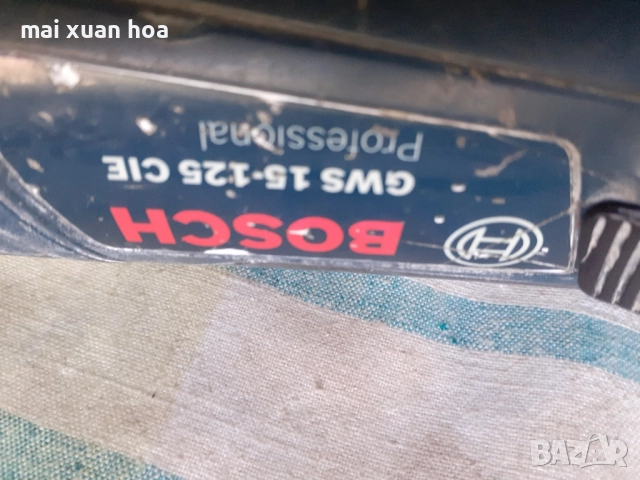 mai xuan hoa
BOSCH
GWS 15-125 CIE
Professional
BAZAR